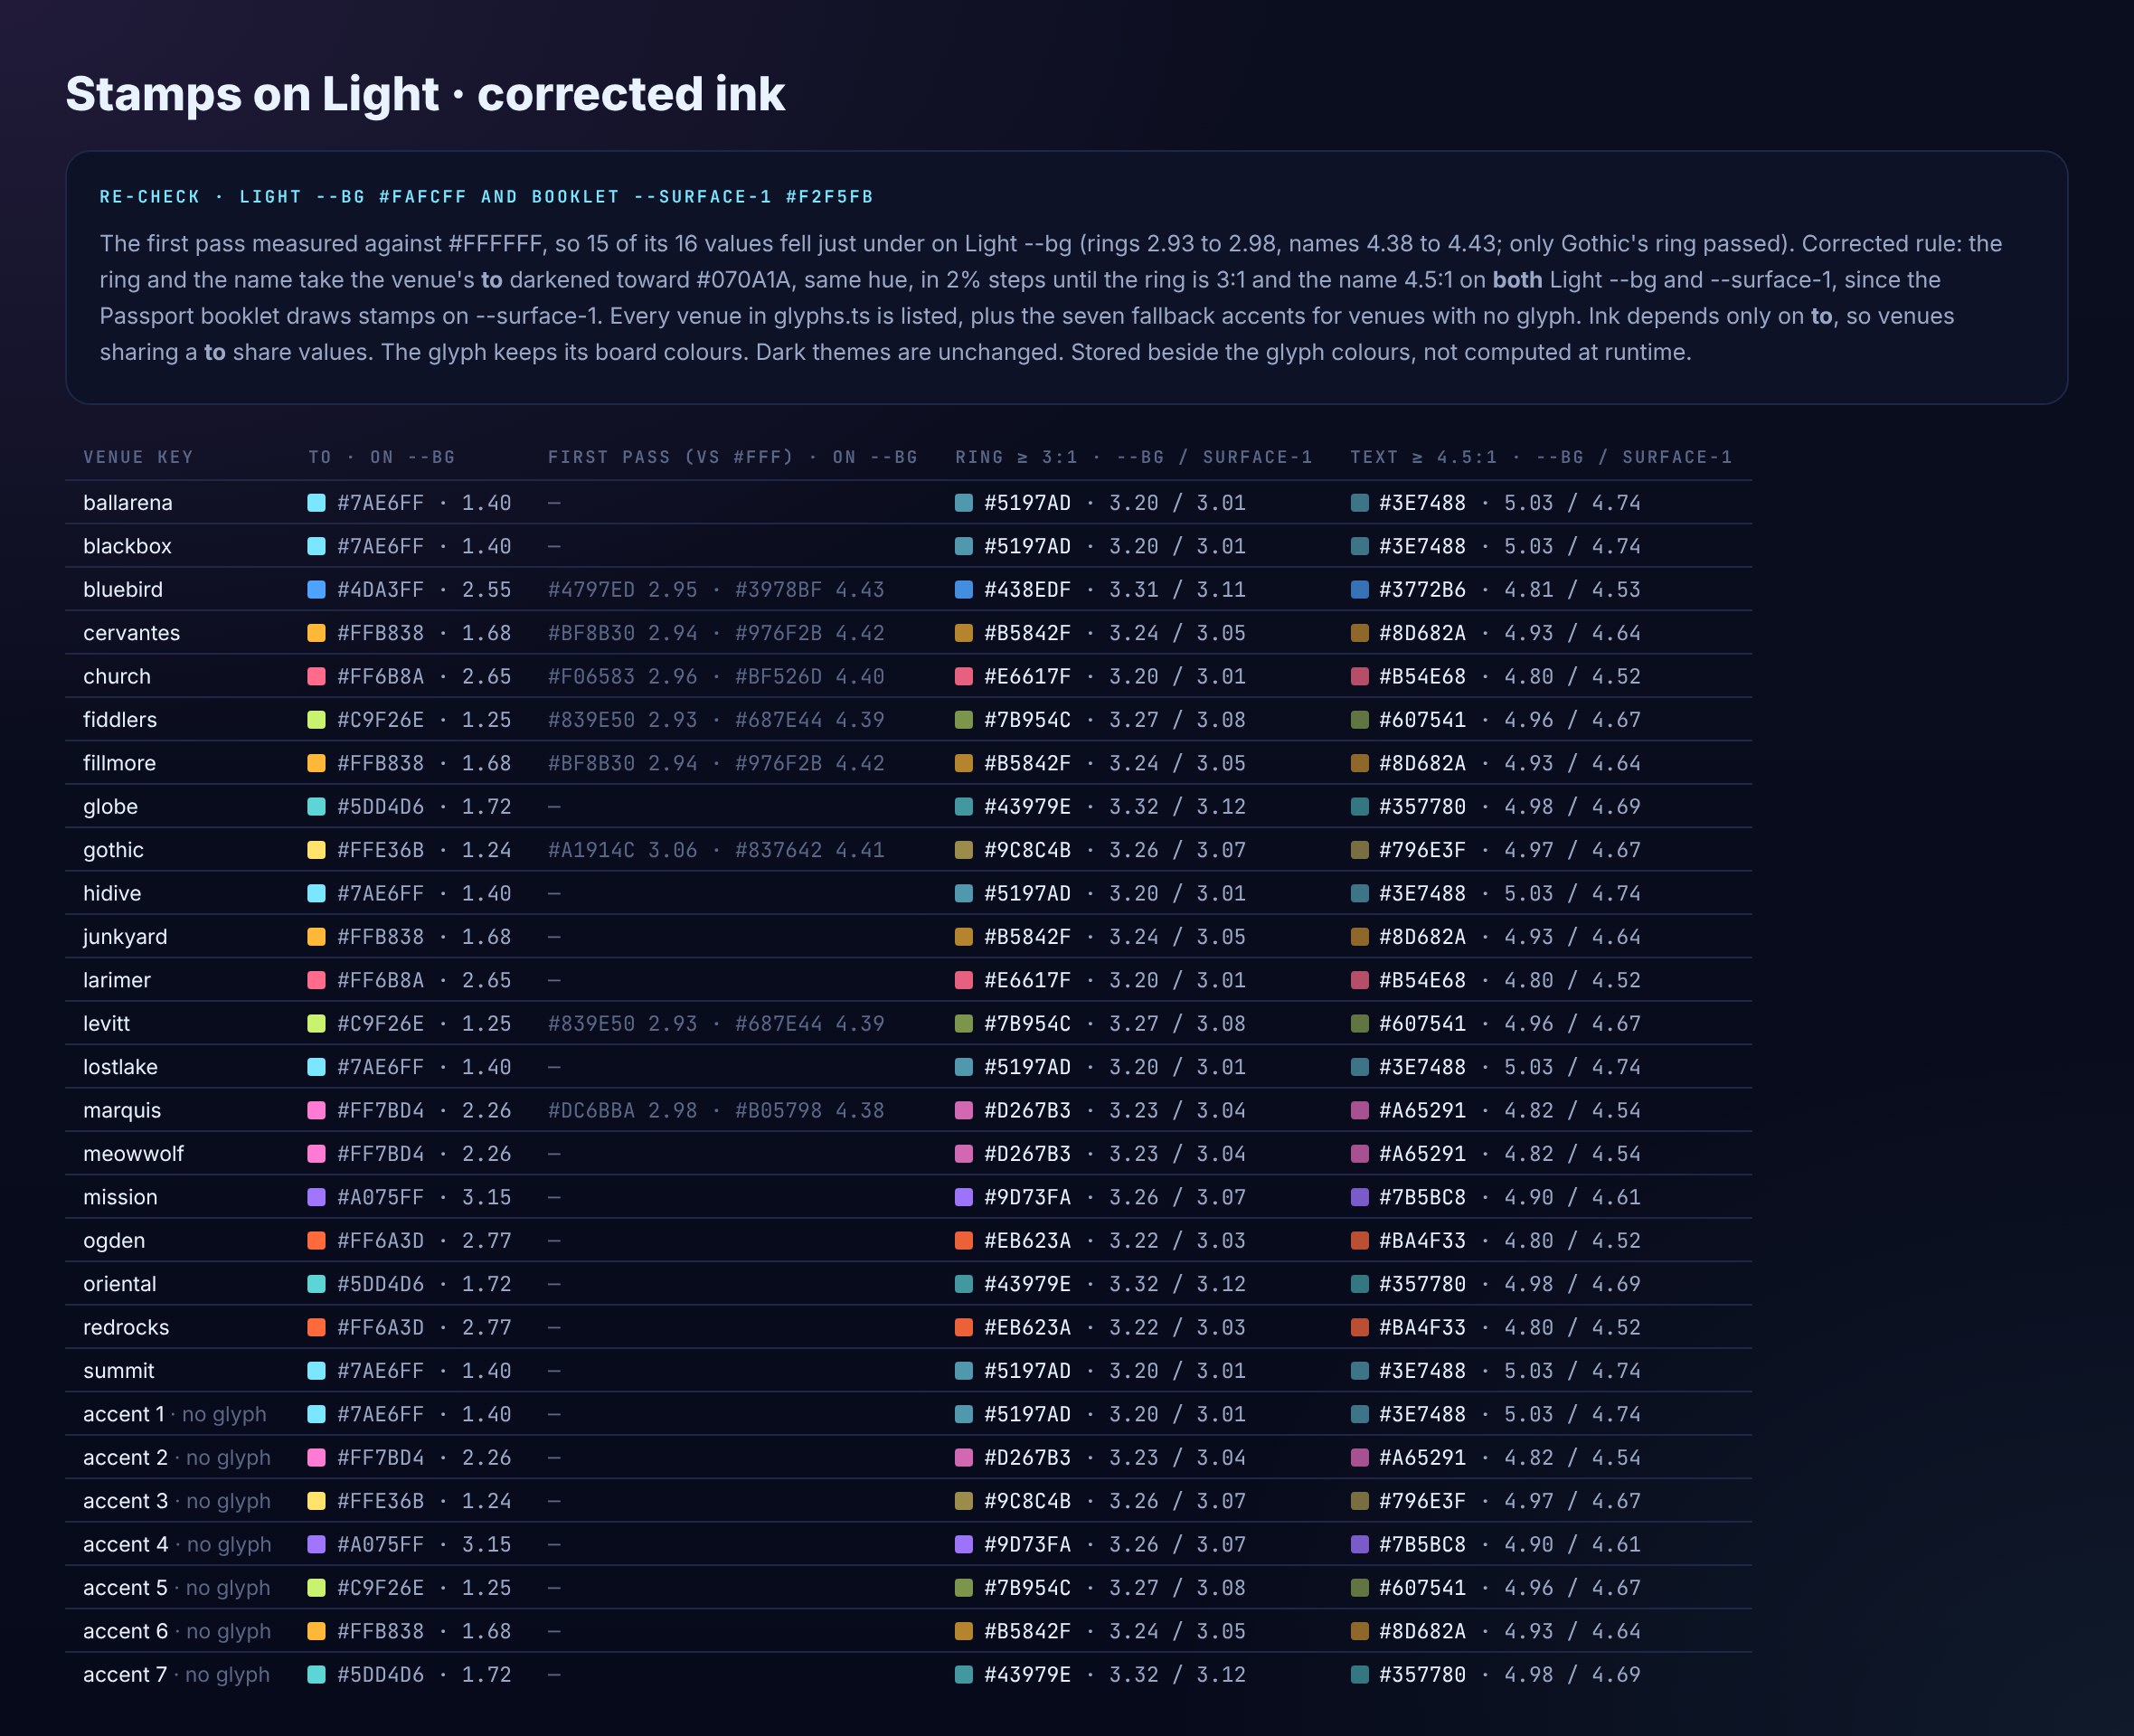 Stamps on Light · corrected ink
RE-CHECK · LIGHT --BG #FAFCFF AND BOOKLET --SURFACE-1 #F2F5FB
The first pass measured against #FFFFFF, so 15 of its 16 values fell just under on Light --bg (rings 2.93 to 2.98, names 4.38 to 4.43; only Gothic's ring passed). Corrected rule: the
ring and the name take the venue's to darkened toward #070A1A, same hue, in 2% steps until the ring is 3:1 and the name 4.5:1 on both Light --bg and --surface-1, since the
Passport booklet draws stamps on --surface-1. Every venue in glyphs.ts is listed, plus the seven fallback accents for venues with no glyph. Ink depends only on to, so venues
sharing a to share values. The glyph keeps its board colours. Dark themes are unchanged. Stored beside the glyph colours, not computed at runtime.
VENUE KEY TO · ON --BG FIRST PASS (VS #FFF) · ON --BG RING ≥ 3:1 · --BG / SURFACE-1 TEXT ≥ 4.5:1 · --BG / SURFACE-1
ballarena #7AE6FF · 1.40 — #5197AD · 3.20 / 3.01 #3E7488 · 5.03 / 4.74
blackbox #7AE6FF · 1.40 — #5197AD · 3.20 / 3.01 #3E7488 · 5.03 / 4.74
bluebird #4DA3FF · 2.55 #4797ED 2.95 · #3978BF 4.43 #438EDF · 3.31 / 3.11 #3772B6 · 4.81 / 4.53
cervantes #FFB838 · 1.68 #BF8B30 2.94 · #976F2B 4.42 #B5842F · 3.24 / 3.05 #8D682A · 4.93 / 4.64
church #FF6B8A · 2.65 #F06583 2.96 · #BF526D 4.40 #E6617F · 3.20 / 3.01 #B54E68 · 4.80 / 4.52
fiddlers #C9F26E · 1.25 #839E50 2.93 · #687E44 4.39 #7B954C · 3.27 / 3.08 #607541 · 4.96 / 4.67
fillmore #FFB838 · 1.68 #BF8B30 2.94 · #976F2B 4.42 #B5842F · 3.24 / 3.05 #8D682A · 4.93 / 4.64
globe #5DD4D6 · 1.72 — #43979E · 3.32 / 3.12 #357780 · 4.98 / 4.69
gothic #FFE36B · 1.24 #A1914C 3.06 · #837642 4.41 #9C8C4B · 3.26 / 3.07 #796E3F · 4.97 / 4.67
hidive #7AE6FF · 1.40 — #5197AD · 3.20 / 3.01 #3E7488 · 5.03 / 4.74
junkyard #FFB838 · 1.68 — #B5842F · 3.24 / 3.05 #8D682A · 4.93 / 4.64
larimer #FF6B8A · 2.65 — #E6617F · 3.20 / 3.01 #B54E68 · 4.80 / 4.52
levitt #C9F26E · 1.25 #839E50 2.93 · #687E44 4.39 #7B954C · 3.27 / 3.08 #607541 · 4.96 / 4.67
lostlake #7AE6FF · 1.40 — #5197AD · 3.20 / 3.01 #3E7488 · 5.03 / 4.74
marquis #FF7BD4 · 2.26 #DC6BBA 2.98 · #B05798 4.38 #D267B3 · 3.23 / 3.04 #A65291 · 4.82 / 4.54
meowwolf #FF7BD4 · 2.26 — #D267B3 · 3.23 / 3.04 #A65291 · 4.82 / 4.54
mission #A075FF · 3.15 — #9D73FA · 3.26 / 3.07 #7B5BC8 · 4.90 / 4.61
ogden #FF6A3D · 2.77 — #EB623A · 3.22 / 3.03 #BA4F33 · 4.80 / 4.52
oriental #5DD4D6 · 1.72 — #43979E · 3.32 / 3.12 #357780 · 4.98 / 4.69
redrocks #FF6A3D · 2.77 — #EB623A · 3.22 / 3.03 #BA4F33 · 4.80 / 4.52
summit #7AE6FF · 1.40 — #5197AD · 3.20 / 3.01 #3E7488 · 5.03 / 4.74
accent 1 · no glyph #7AE6FF · 1.40 — #5197AD · 3.20 / 3.01 #3E7488 · 5.03 / 4.74
accent 2 · no glyph #FF7BD4 · 2.26 — #D267B3 · 3.23 / 3.04 #A65291 · 4.82 / 4.54
accent 3 · no glyph #FFE36B · 1.24 — #9C8C4B · 3.26 / 3.07 #796E3F · 4.97 / 4.67
accent 4 · no glyph #A075FF · 3.15 — #9D73FA · 3.26 / 3.07 #7B5BC8 · 4.90 / 4.61
accent 5 · no glyph #C9F26E · 1.25 — #7B954C · 3.27 / 3.08 #607541 · 4.96 / 4.67
accent 6 · no glyph #FFB838 · 1.68 — #B5842F · 3.24 / 3.05 #8D682A · 4.93 / 4.64
accent 7 · no glyph #5DD4D6 · 1.72 — #43979E · 3.32 / 3.12 #357780 · 4.98 / 4.69